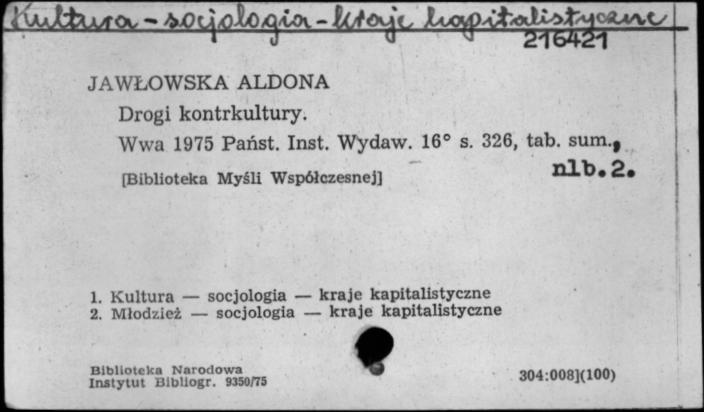 Kultura - socjologia - kraje kapitalistyczne
216421
JAWŁOWSKA ALDONA
Drogi kontrkultury.
Wwa 1975 Państ. Inst. Wydaw. 16° s. 326, tab. sum.,
nlb.2.
[Biblioteka Myśli Współczesnej]
1. Kultura — socjologia — kraje kapitalistyczne
2. Młodzież — socjologia — kraje kapitalistyczne
Biblioteka Narodowa
Instytut Bibliogr. 9350/75
304:008](100)